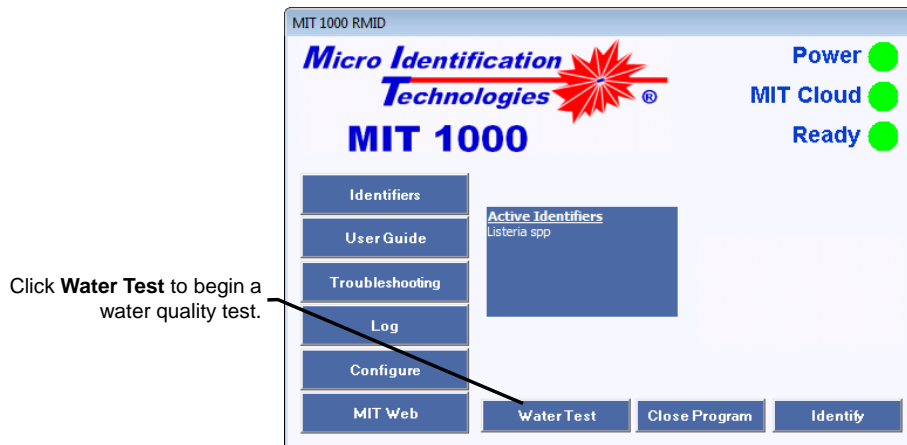 MIT 1000 RMID
Micro Identification
Technologies ®
MIT 1000
Power
MIT Cloud
Ready
Identifiers
User Guide
Troubleshooting
Log
Configure
MIT Web
Active Identifiers
Listeria spp
Click Water Test to begin a
water quality test.
Water Test
Close Program
Identify